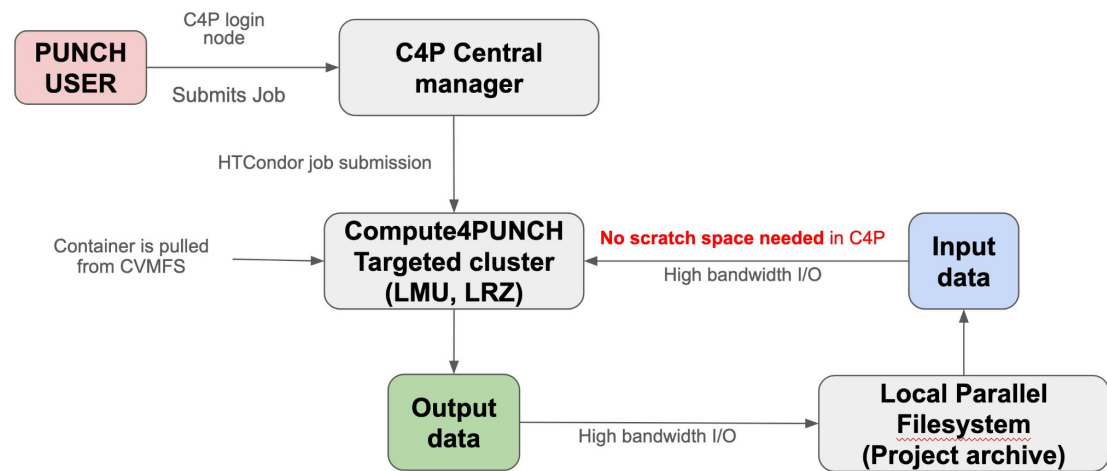 C4P login
node
PUNCH
USER
Submits Job
C4P Central
manager
HTCondor job submission
Container is pulled
from CVMFS
Compute4PUNCH
Targeted cluster
(LMU, LRZ)
No scratch space needed in C4P
High bandwidth I/O
Input
data
Output
data
High bandwidth I/O
Local Parallel
Filesystem
(Project archive)